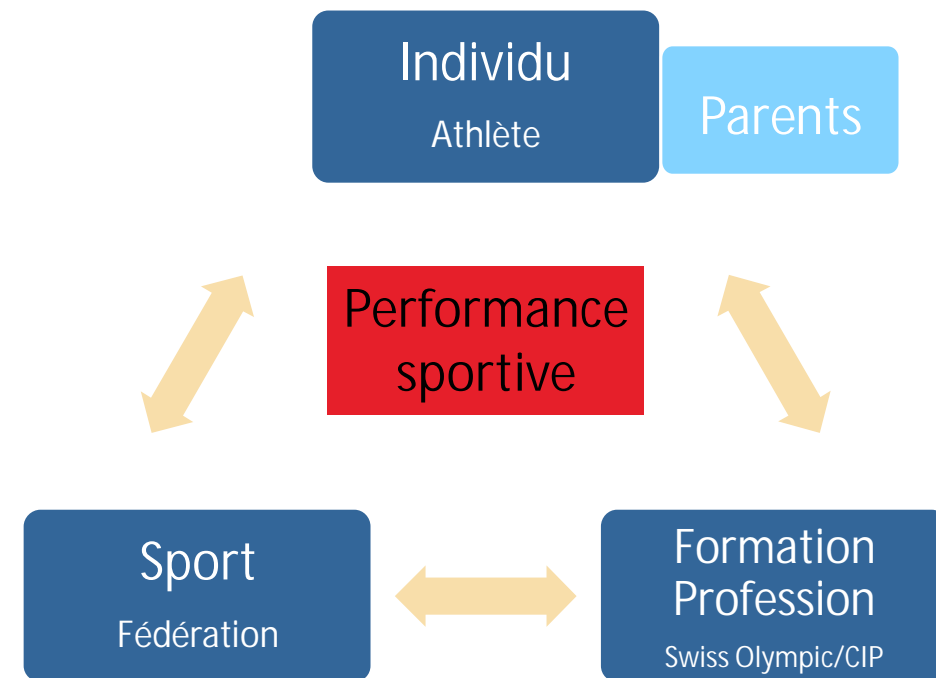 Individu
Athlète
Parents
Performance
sportive
Sport
Fédération
Formation
Profession
Swiss Olympic/CIP